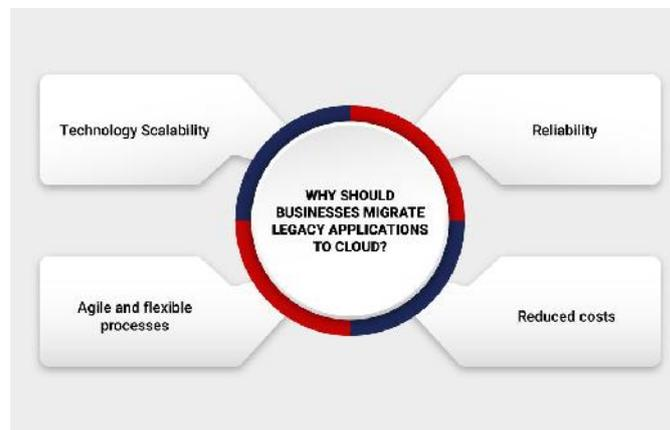 Technology Scalability
Reliability
WHY SHOULD
BUSINESSES MIGRATE
LEGACY APPLICATIONS
TO CLOUD?
Agile and flexible
processes
Reduced costs